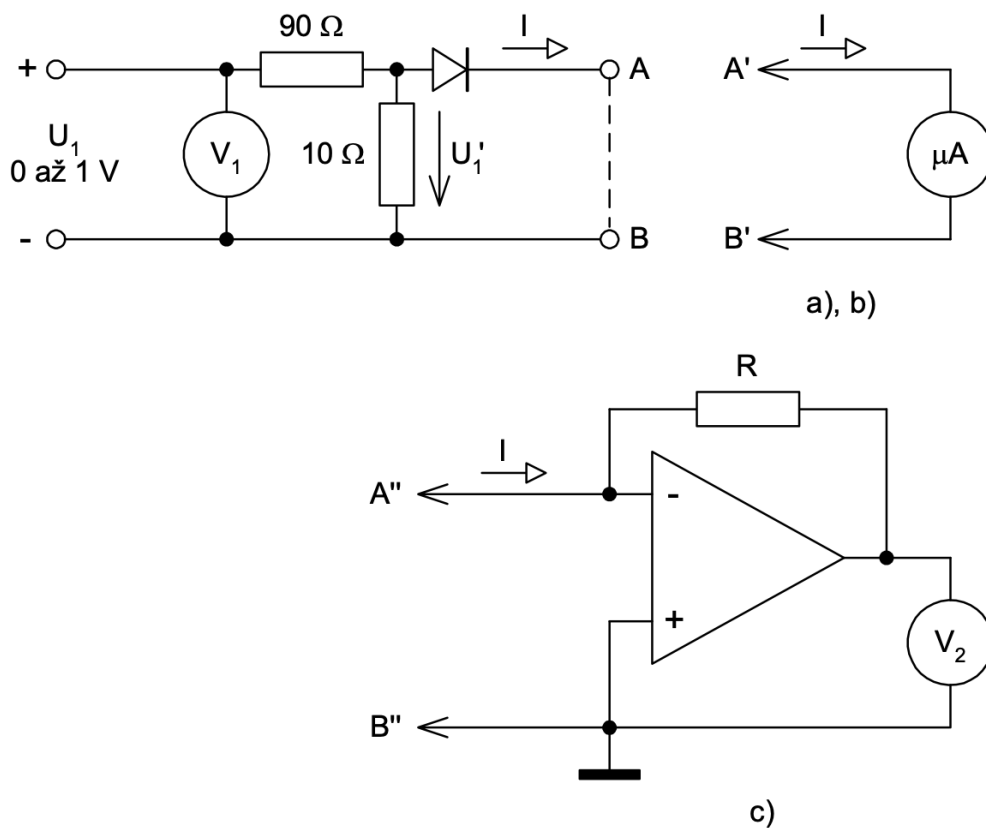 90 Ω
I
I
+
A
A'
U₁
0 až 1 V
V₁
10 Ω
U₁'
μA
-
B
B'
a), b)
R
I
A"
-
+
V₂
B"
c)